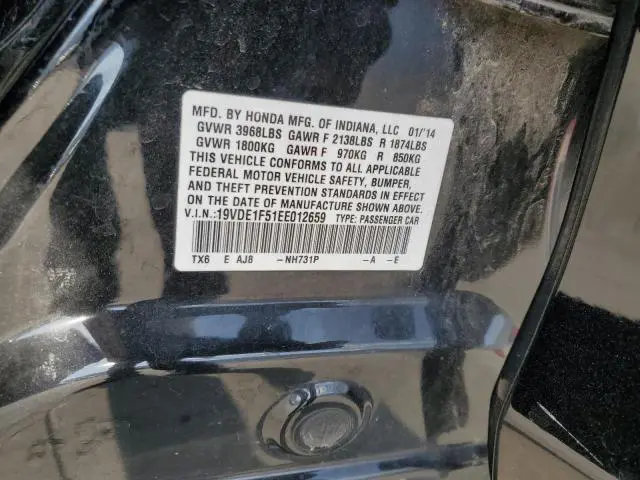 MFD. BY HONDA MFG. OF INDIANA, LLC 01/'14
GVWR 3968LBS GAWR F 2138LBS R 1874LBS
GVWR 1800KG GAWR F 970KG R 850KG
THIS VEHICLE CONFORMS TO ALL APPLICABLE
FEDERAL MOTOR VEHICLE SAFETY, BUMPER,
AND THEFT PREVENTION STANDARDS IN EFFECT
ON THE DATE OF MANUFACTURE SHOWN ABOVE.
V.I.N.:19VDE1F51EE012659 TYPE: PASSENGER CAR
TX6 E AJ8 -NH731P -A -E